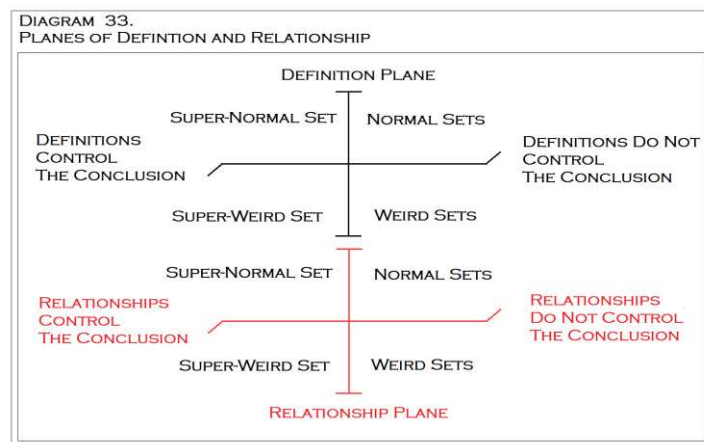 DIAGRAM 33.
PLANES OF DEFINTION AND RELATIONSHIP
DEFINITION PLANE
SUPER-NORMAL SET
NORMAL SETS
DEFINITIONS
CONTROL
THE CONCLUSION
DEFINITIONS DO NOT
CONTROL
THE CONCLUSION
SUPER-WEIRD SET
WEIRD SETS
SUPER-NORMAL SET
NORMAL SETS
RELATIONSHIPS
CONTROL
THE CONCLUSION
RELATIONSHIPS
DO NOT CONTROL
THE CONCLUSION
SUPER-WEIRD SET
WEIRD SETS
RELATIONSHIP PLANE